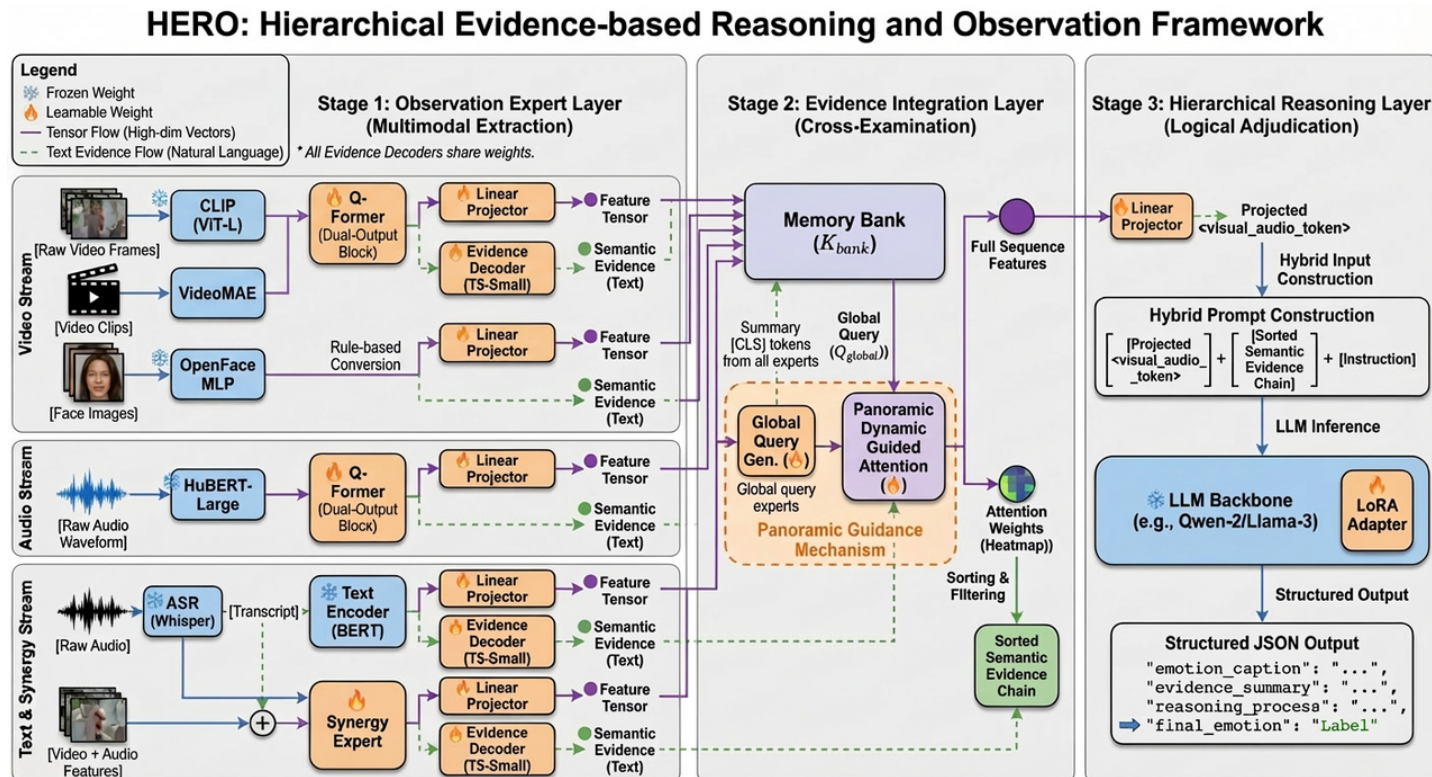 HERO: Hierarchical Evidence-based Reasoning and Observation Framework
Legend
Frozen Weight
Leamable Weight
Tensor Flow (High-dim Vectors)
Text Evidence Flow (Natural Language)
Stage 1: Observation Expert Layer
(Multimodal Extraction)
* All Evidence Decoders share weights.
Video Stream
[Raw Video Frames]
CLIP
(ViT-L)
[Video Clips]
VideoMAE
[Face Images]
OpenFace
MLP
Q-
Former
(Dual-Output
Block)
Linear
Projector
Feature
Tensor
Evidence
Decoder
(TS-Small)
Semantic
Evidence
(Text)
Rule-based
Conversion
Linear
Projector
Feature
Tensor
Semantic
Evidence
(Text)
Audio Stream
[Raw Audio
Waveform]
HuBERT-
Large
Q-
Former
(Dual-Output
Block)
Linear
Projector
Feature
Tensor
Semantic
Evidence
(Text)
Text & Synergy Stream
[Raw Audio]
ASR
(Whisper)
[Transcript]
Text
Encoder
(BERT)
Linear
Projector
Feature
Tensor
Evidence
Decoder
(TS-Small)
Semantic
Evidence
(Text)
[Video + Audio
Features]
+
Synergy
Expert
Linear
Projector
Feature
Tensor
Evidence
Decoder
(TS-Small)
Semantic
Evidence
(Text)
Stage 2: Evidence Integration Layer
(Cross-Examination)
Memory Bank
(K_bank)
Full Sequence
Features
Summary
[CLS] tokens
from all experts
Global
Query
(Q_global))
Global
Query
Gen. (🔥)
Global query
experts
Panoramic
Dynamic
Guided
Attention
(🔥)
Panoramic Guidance
Mechanism
Attention
Weights
(Heatmap))
Sorting &
FIltering
Sorted
Semantic
Evidence
Chain
Stage 3: Hierarchical Reasoning Layer
(Logical Adjudication)
Linear
Projector
Projected
<visual_audio_token>
Hybrid Input
Construction
Hybrid Prompt Construction
[Projected
<visual_audio_
_token>
+
[Sorted
Semantic
Evidence
Chain]
+ [Instruction]
LLM Inference
LLM Backbone
(e.g., Qwen-2/Llama-3)
LoRA
Adapter
Structured Output
Structured JSON Output
"emotion_caption": "...",
"evidence_summary": "...",
"reasoning_process": "...",
"final_emotion": "Label"